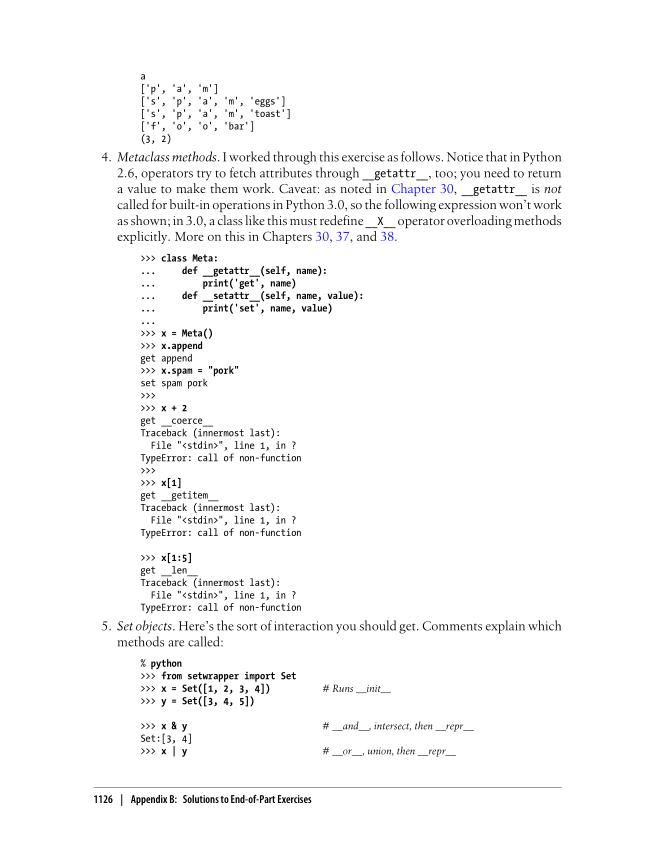 a
['p', 'a', 'm']
['s', 'p', 'a', 'm', 'eggs']
['s', 'p', 'a', 'm', 'toast']
['f', 'o', 'o', 'bar']
(3, 2)
4. Metaclass methods. I worked through this exercise as follows. Notice that in Python
2.6, operators try to fetch attributes through __getattr__, too; you need to return
a value to make them work. Caveat: as noted in Chapter 30, __getattr__ is not
called for built-in operations in Python 3.0, so the following expression won't work
as shown; in 3.0, a class like this must redefine __X__ operator overloading methods
explicitly. More on this in Chapters 30, 37, and 38.
>>> class Meta:
...     def __getattr__(self, name):
...         print('get', name)
...     def __setattr__(self, name, value):
...         print('set', name, value)
...
>>> x = Meta()
>>> x.append
get append
>>> x.spam = "pork"
set spam pork
>>>
>>> x + 2
get __coerce__
Traceback (innermost last):
  File "<stdin>", line 1, in ?
TypeError: call of non-function
>>>
>>> x[1]
get __getitem__
Traceback (innermost last):
  File "<stdin>", line 1, in ?
TypeError: call of non-function
>>> x[1:5]
get __len__
Traceback (innermost last):
  File "<stdin>", line 1, in ?
TypeError: call of non-function
5. Set objects. Here's the sort of interaction you should get. Comments explain which
methods are called:
% python
>>> from setwrapper import Set
>>> x = Set([1, 2, 3, 4]) # Runs __init__
>>> y = Set([3, 4, 5])
>>> x & y # __and__, intersect, then __repr__
Set:[3, 4]
>>> x | y # __or__, union, then __repr__
1126 | Appendix B: Solutions to End-of-Part Exercises